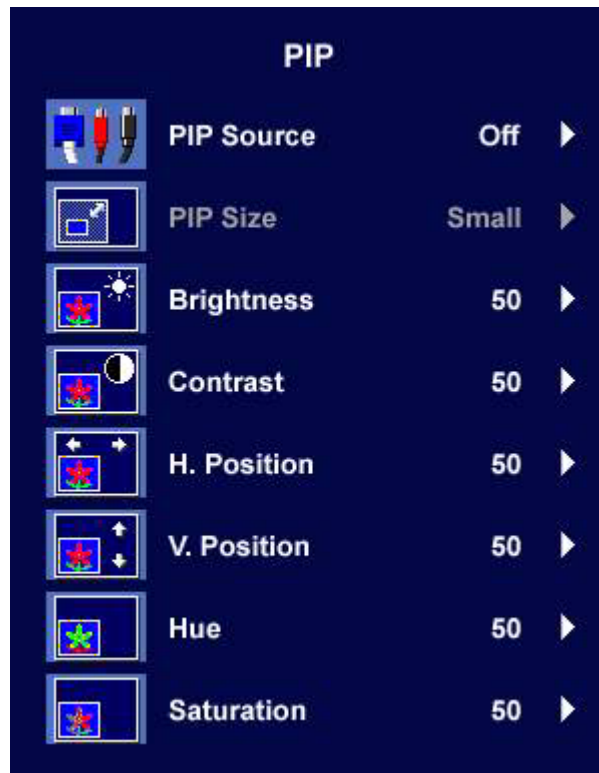 PIP
PIP Source Off
PIP Size Small
Brightness 50
Contrast 50
H. Position 50
V. Position 50
Hue 50
Saturation 50